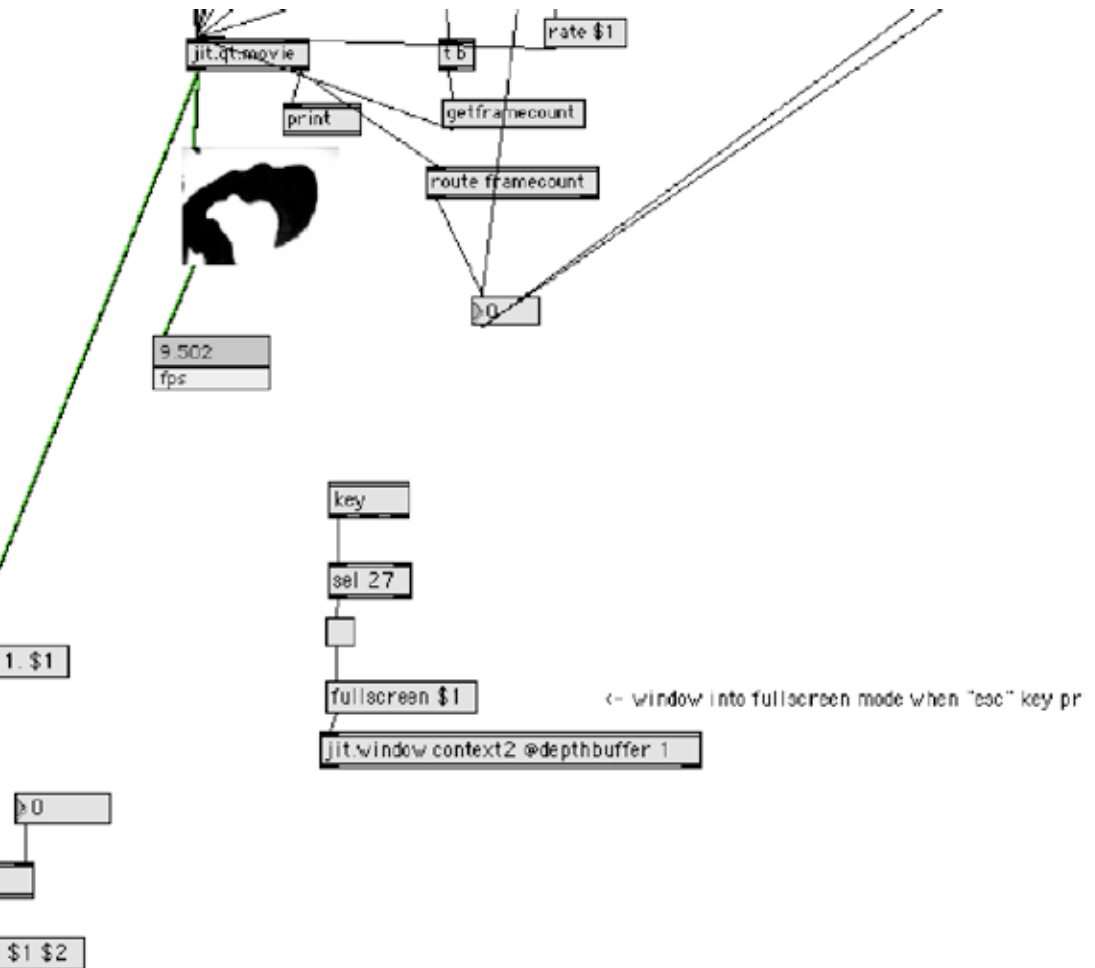 rate $1
jit.qt.movie
t b
print
getframecount
route framecount
0
9.502
fps
key
sel 27
1. $1
fullscreen $1
<- window into fullscreen mode when "esc" key pr
jit.window context2 @depthbuffer 1
0
$1 $2